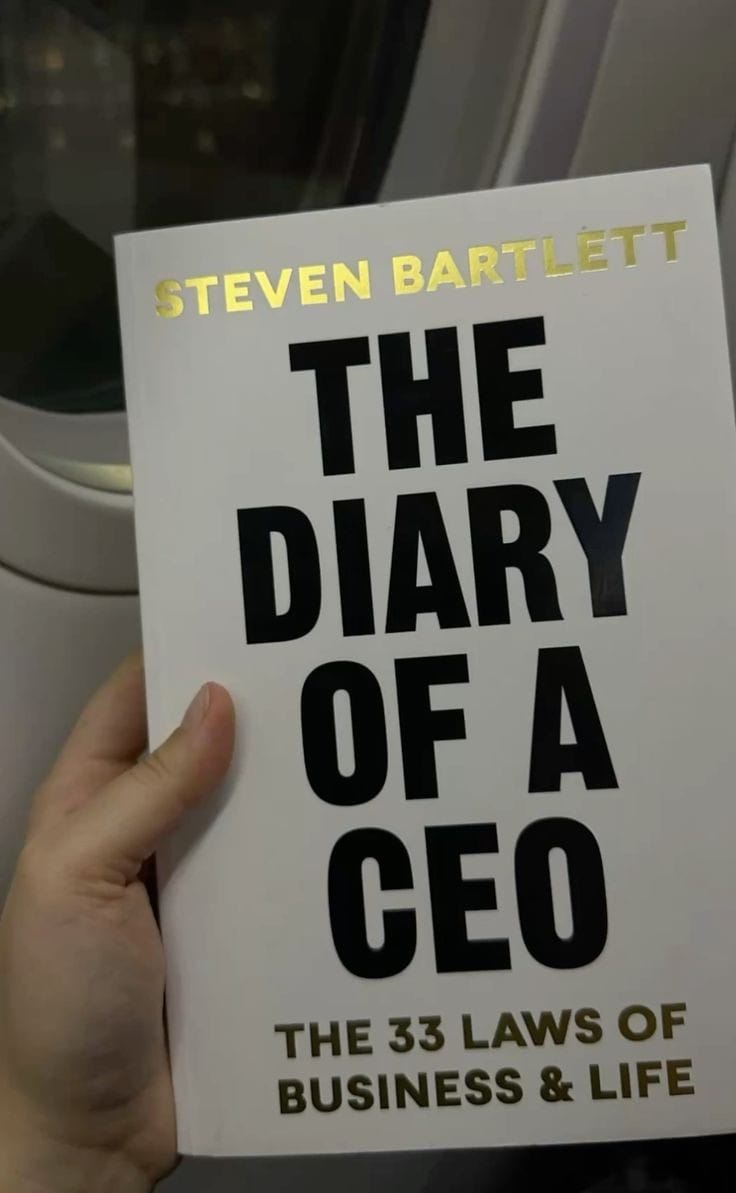 STEVEN BARTLETT
THE
DIARY
OF A
CEO
THE 33 LAWS OF
BUSINESS & LIFE